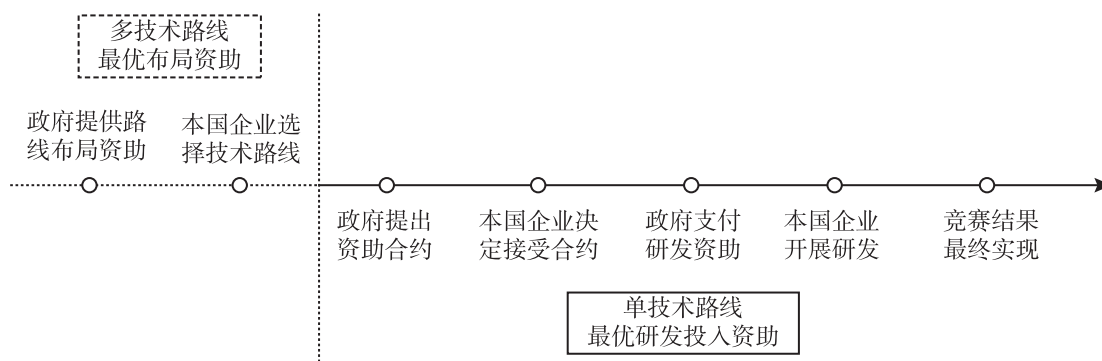 多技术路线
最优布局资助
政府提供路
线布局资助
本国企业选
择技术路线
政府提出
资助合约
本国企业决
定接受合约
政府支付
研发资助
本国企业
开展研发
竞赛结果
最终实现
单技术路线
最优研发投入资助